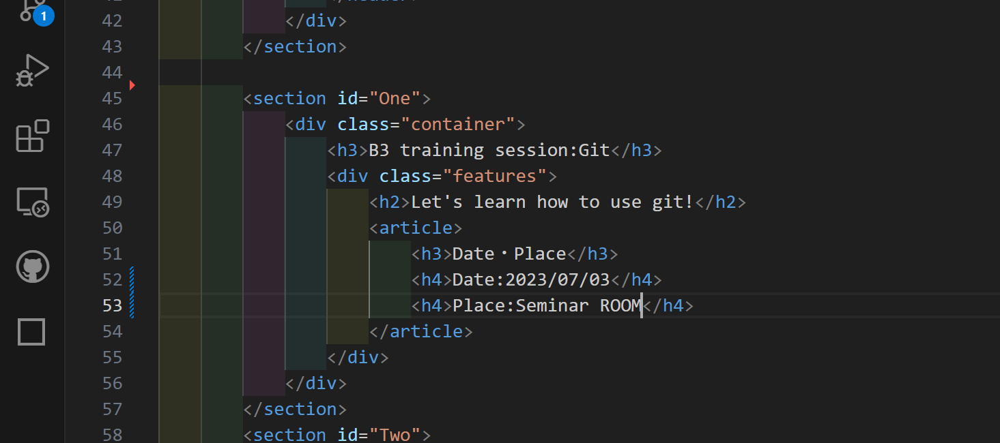 1
42 </div>
43 </section>
44
45 <section id="One">
46 <div class="container">
47 <h3>B3 training session:Git</h3>
48 <div class="features">
49 <h2>Let's learn how to use git!</h2>
50 <article>
51 <h3>Date・Place</h3>
52 <h4>Date:2023/07/03</h4>
53 <h4>Place:Seminar ROOM</h4>
54 </article>
55 </div>
56 </div>
57 </section>
58 <section id="Two">